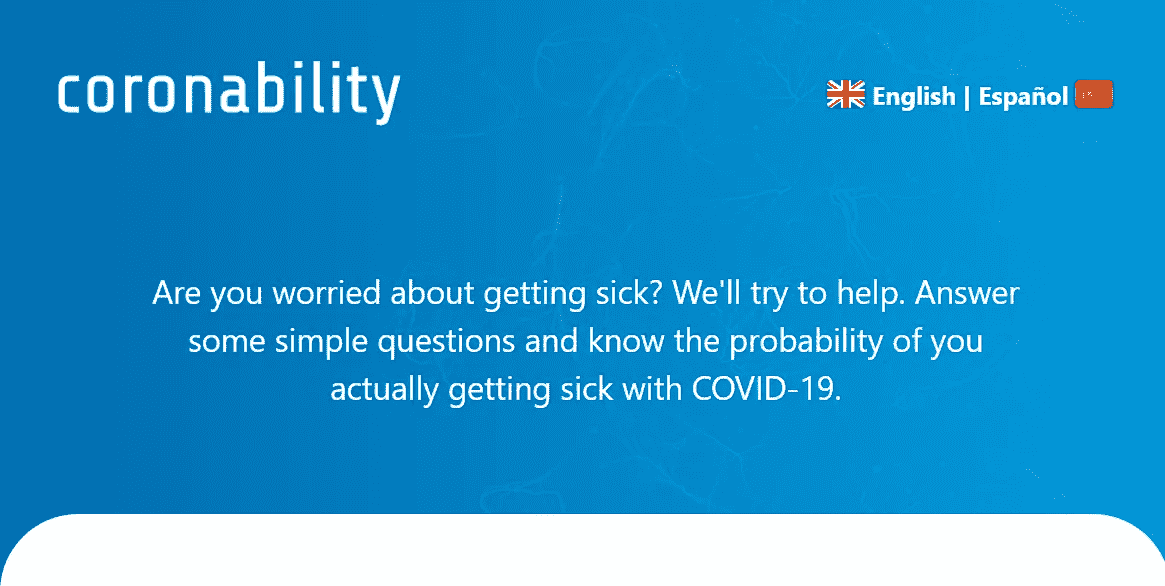 coronability
English | Español
Are you worried about getting sick? We'll try to help. Answer
some simple questions and know the probability of you
actually getting sick with COVID-19.